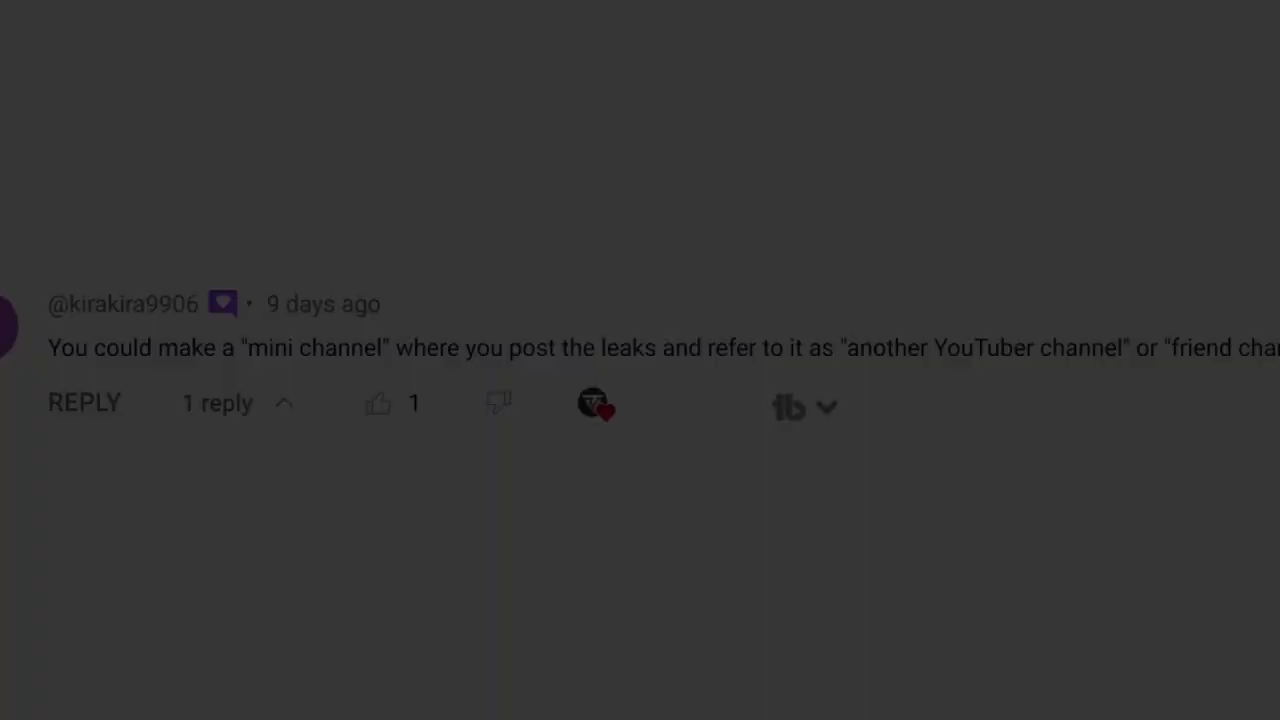 @kirakira9906 • 9 days ago
You could make a "mini channel" where you post the leaks and refer to it as "another YouTuber channel" or "friend
REPLY 1 reply 1
tb